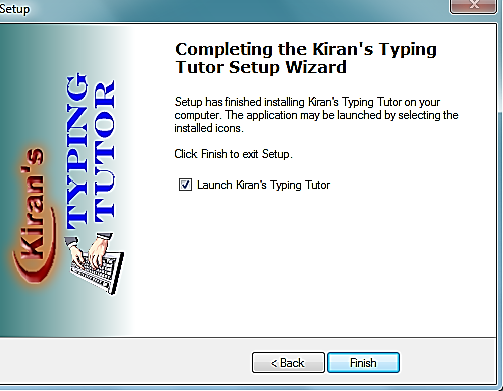 Setup
Completing the Kiran's Typing
Tutor Setup Wizard
Setup has finished installing Kiran's Typing Tutor on your
computer. The application may be launched by selecting the
installed icons.
Click Finish to exit Setup.
Launch Kiran's Typing Tutor
Kiran's
TYPING
TUTOR
< Back
Finish